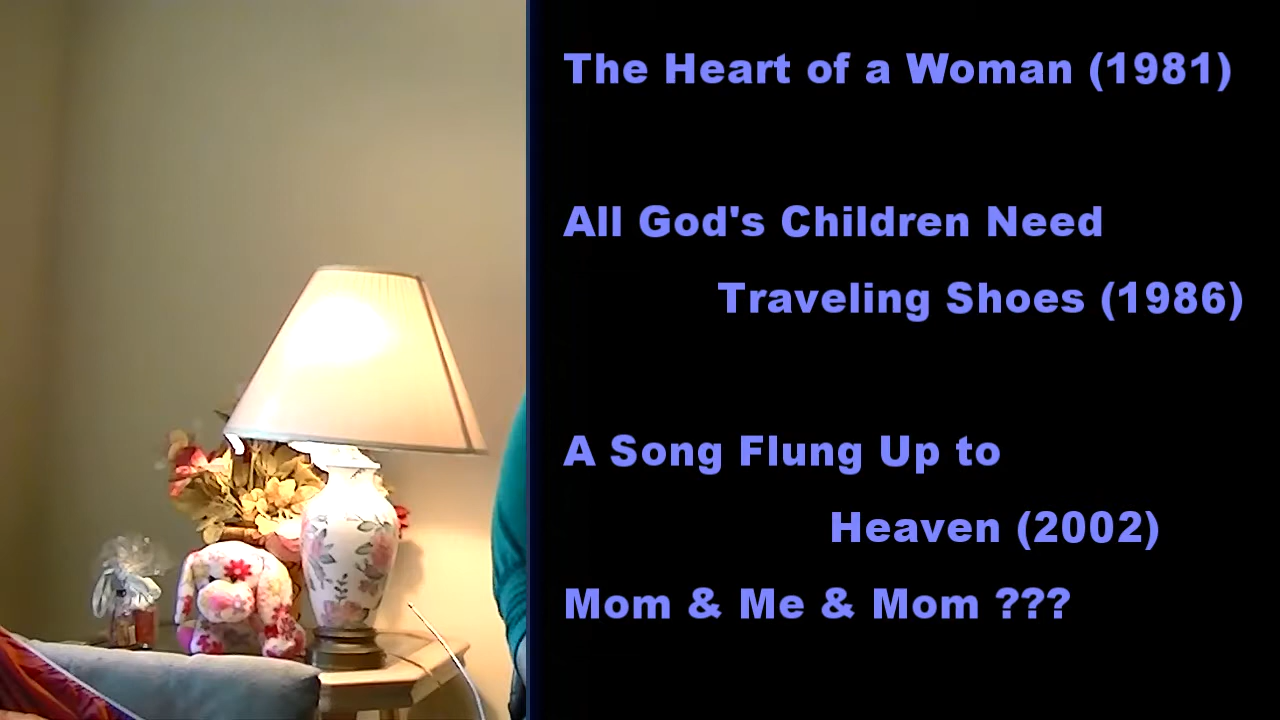 The Heart of a Woman (1981)
All God's Children Need
Traveling Shoes (1986)
A Song Flung Up to
Heaven (2002)
Mom & Me & Mom ???